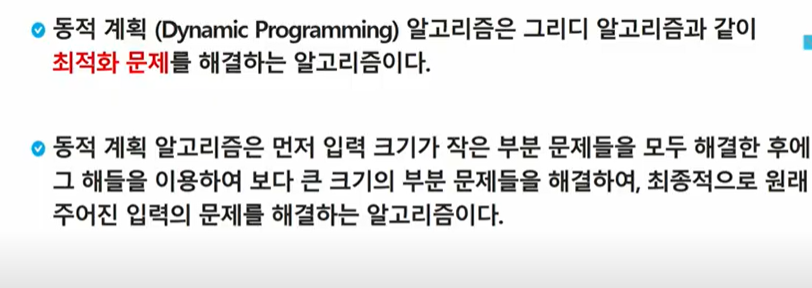 동적 계획 (Dynamic Programming) 알고리즘은 그리디 알고리즘과 같이
최적화 문제를 해결하는 알고리즘이다.
동적 계획 알고리즘은 먼저 입력 크기가 작은 부분 문제들을 모두 해결한 후에
그 해들을 이용하여 보다 큰 크기의 부분 문제들을 해결하여, 최종적으로 원래
주어진 입력의 문제를 해결하는 알고리즘이다.